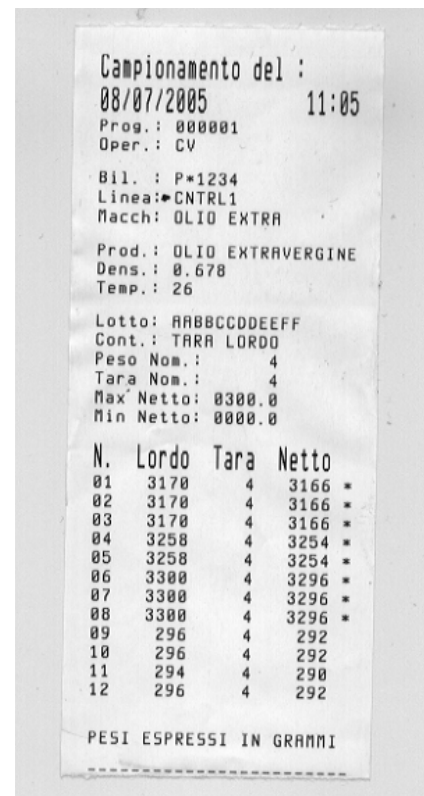 Campionamento del :
08/07/2005 11:05
Prog.: 000001
Oper.: CV
Bil. : P*1234
Linea: CNTRL1
Macch: OLIO EXTRA
Prod.: OLIO EXTRAVERGINE
Dens.: 0.678
Temp.: 26
Lotto: AABBCCDDEEFF
Cont.: TARA LORDO
Peso Nom.: 4
Tara Nom.: 4
Max Netto: 0300.0
Min Netto: 0000.0
N. Lordo Tara Netto
01 3170 4 3166 *
02 3170 4 3166 *
03 3170 4 3166 *
04 3258 4 3254 *
05 3258 4 3254 *
06 3300 4 3296 *
07 3300 4 3296 *
08 3300 4 3296 *
09 296 4 292
10 296 4 292
11 294 4 290
12 296 4 292
PESI ESPRESSI IN GRAMMI
------------------------